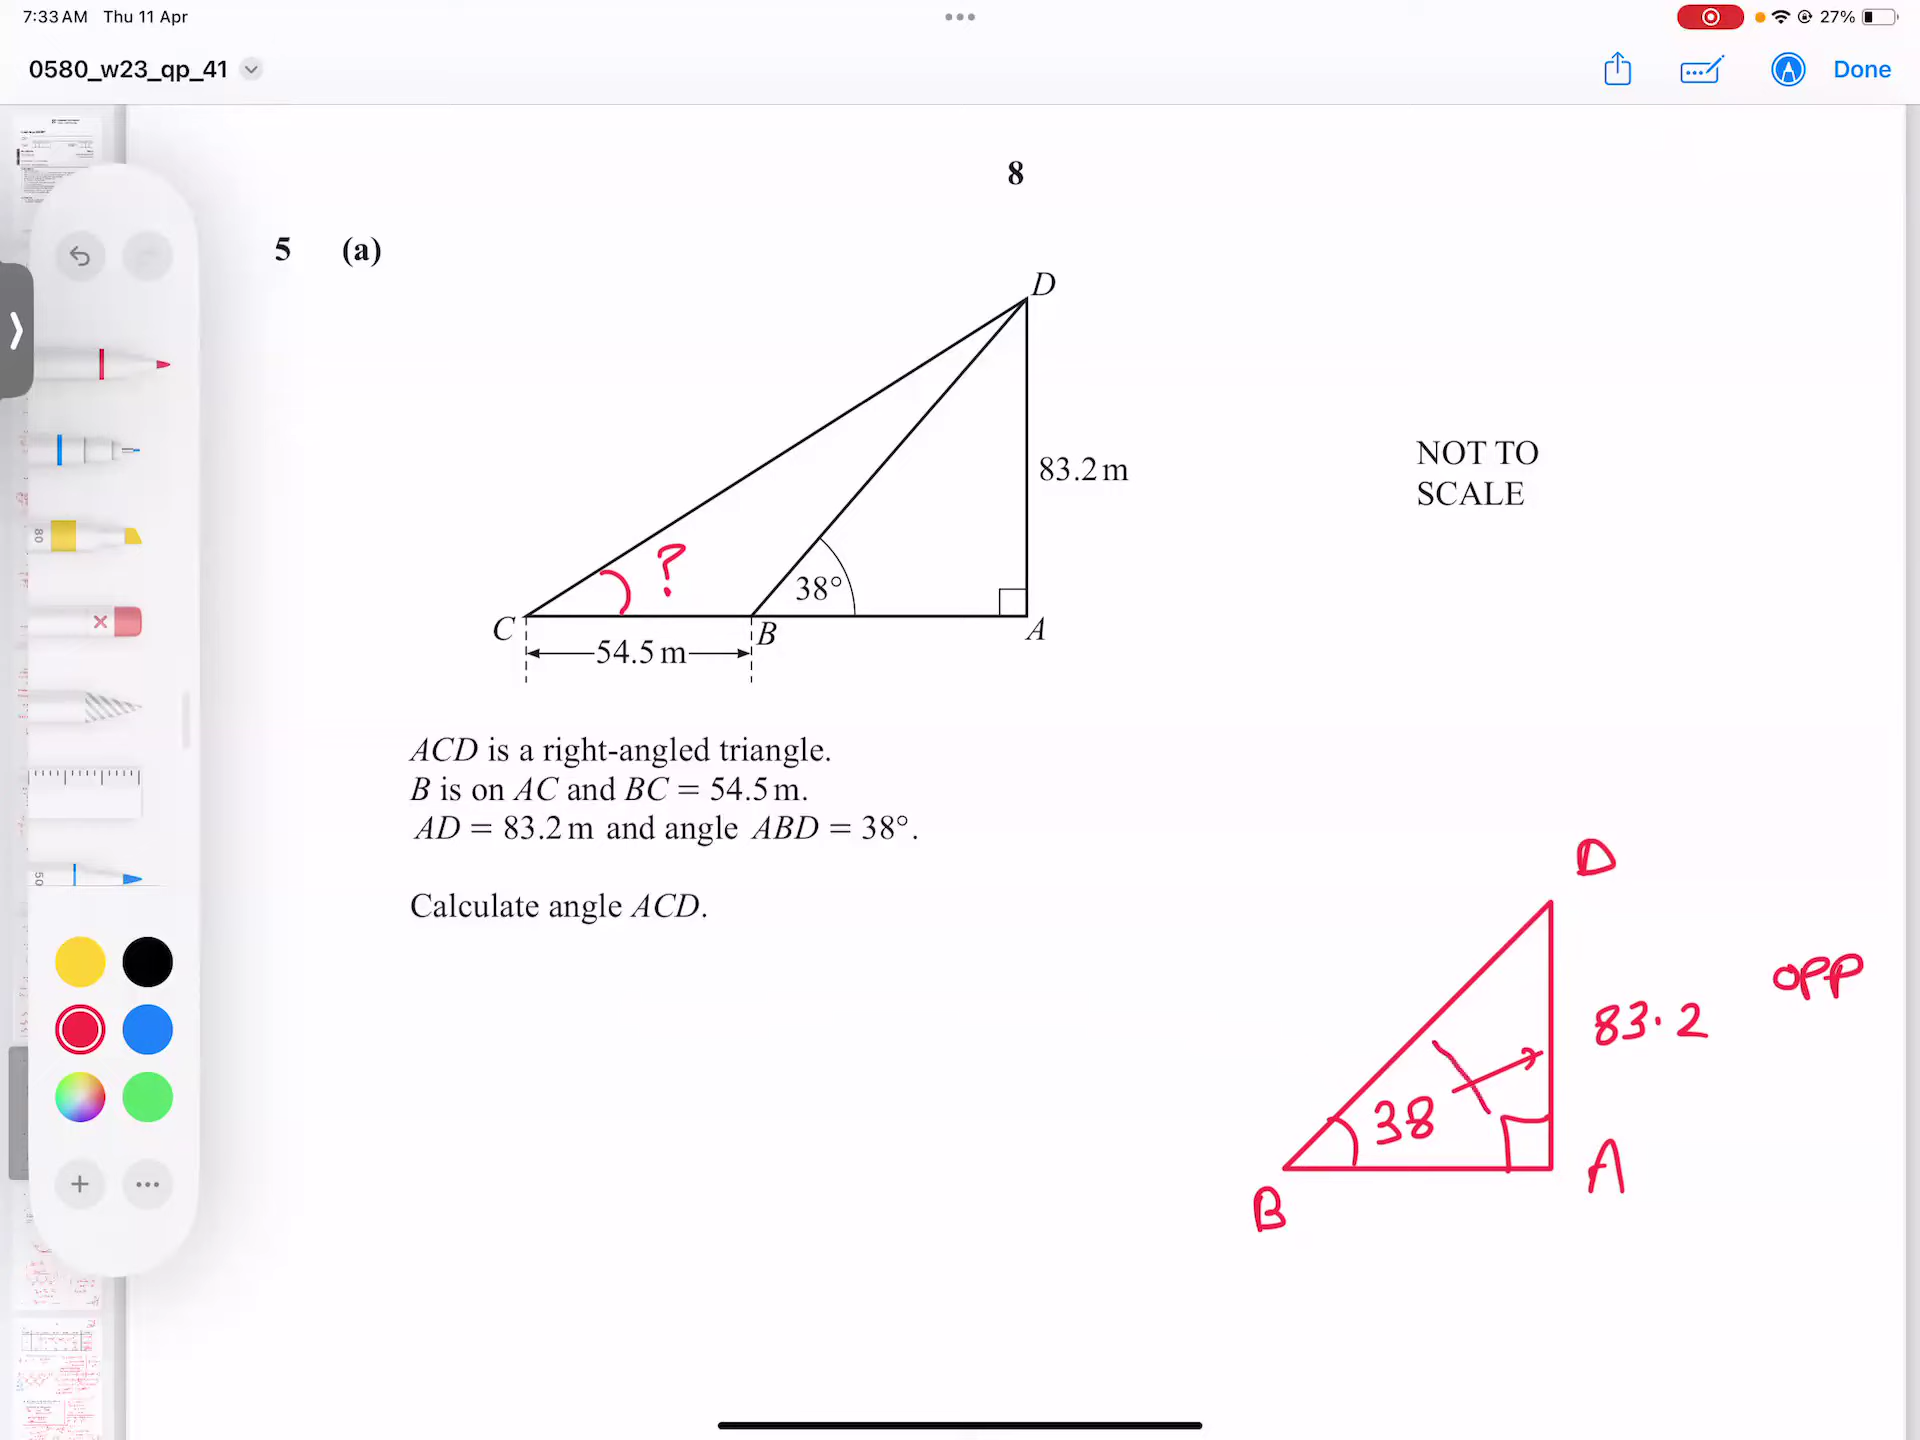 7:33 AM Thu 11 Apr
27%
0580_w23_qp_41
Done
8
5 (a)
D
83.2 m
NOT TO
SCALE
?
38°
C
B
A
54.5 m
ACD is a right-angled triangle.
B is on AC and BC = 54.5 m.
AD = 83.2 m and angle ABD = 38°.
Calculate angle ACD.
D
opp
83.2
38
A
B
80
50